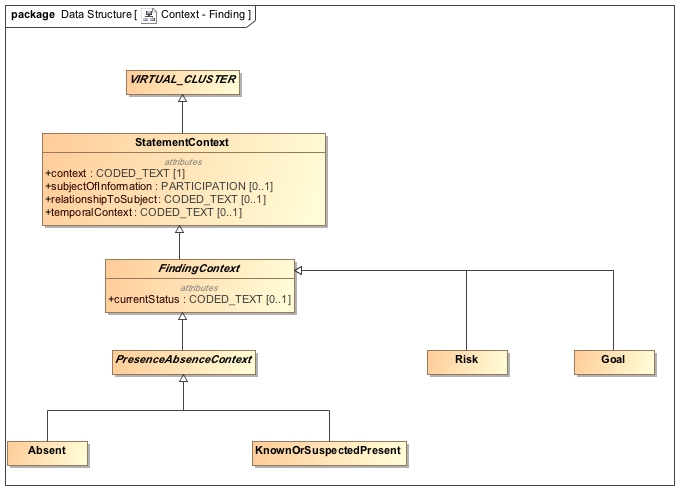 package Data Structure [ Context - Finding ]
VIRTUAL_CLUSTER
StatementContext
attributes
+context : CODED_TEXT [1]
+subjectOfInformation : PARTICIPATION [0..1]
+relationshipToSubject : CODED_TEXT [0..1]
+temporalContext : CODED_TEXT [0..1]
FindingContext
attributes
+currentStatus : CODED_TEXT [0..1]
PresenceAbsenceContext
Risk
Goal
Absent
KnownOrSuspectedPresent